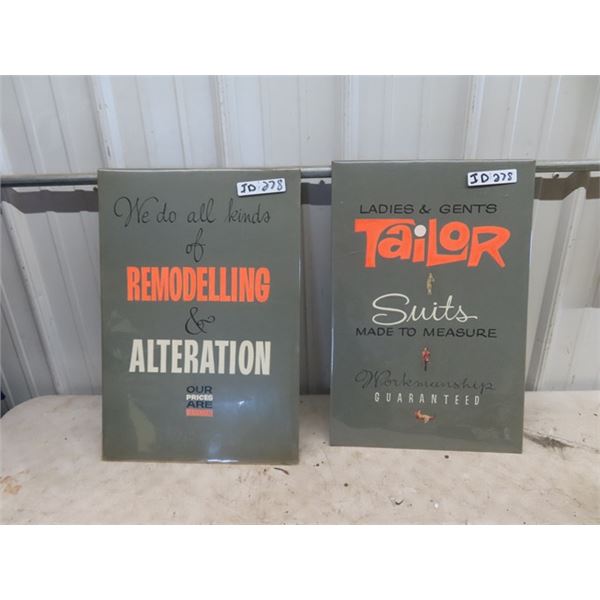 JD 278
We do all kinds
of
REMODELLING
&
ALTERATION
OUR
PRICES
ARE
JD 278
LADIES & GENTS
TAiLOR
Suits
MADE TO MEASURE
Workmanship
GUARANTEED